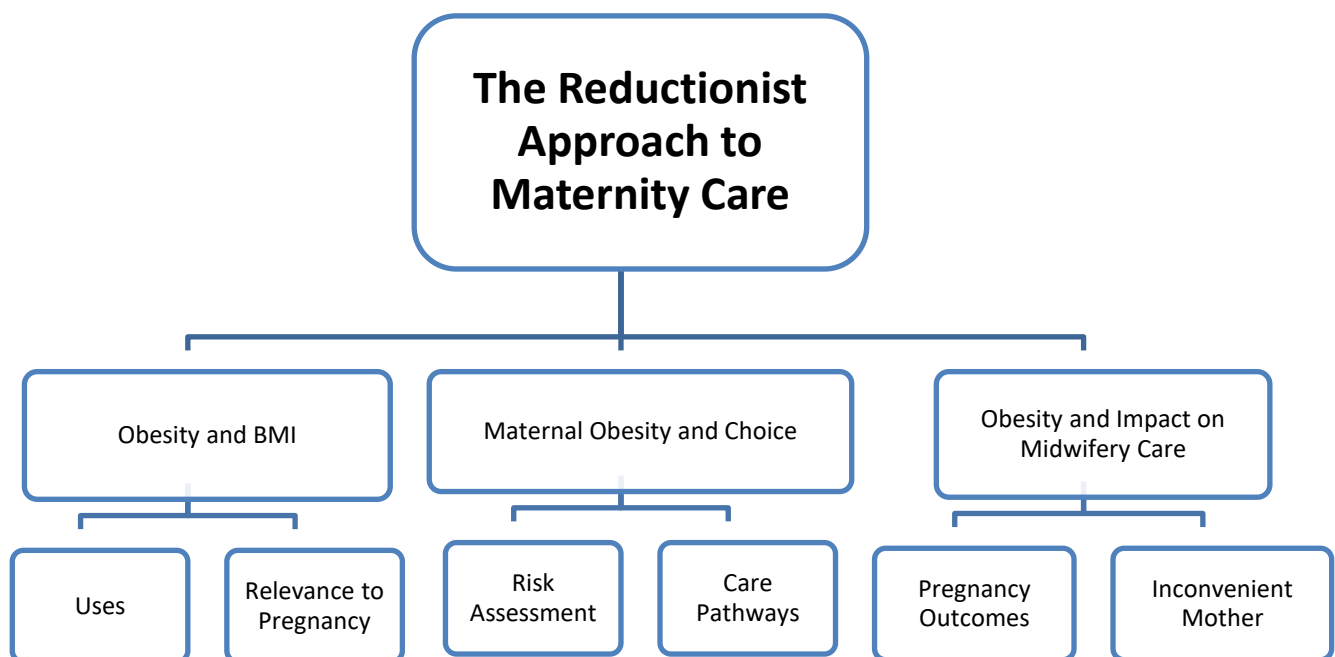 The Reductionist
Approach to
Maternity Care
Obesity and BMI
Maternal Obesity and Choice
Obesity and Impact on
Midwifery Care
Uses
Relevance to
Pregnancy
Risk
Assessment
Care
Pathways
Pregnancy
Outcomes
Inconvenient
Mother